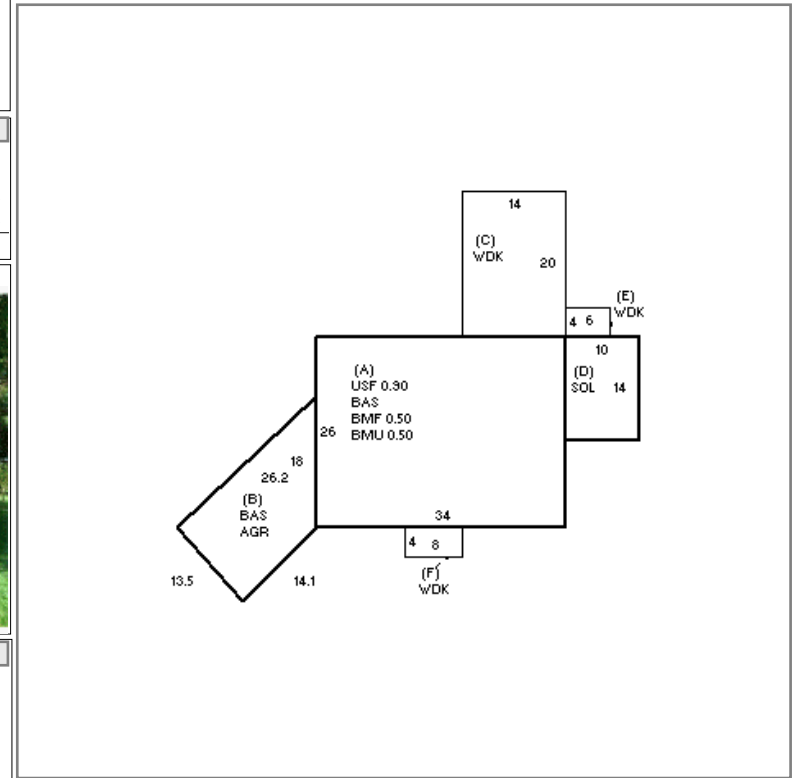 14
(C)
WDK
20
(E)
WDK
4 6
10
(D)
SOL 14
(A)
USF 0.90
BAS
BMF 0.50
BMU 0.50
26
18
26.2
(B)
BAS
AGR
34
4 8
13.5
14.1
(F)
WDK